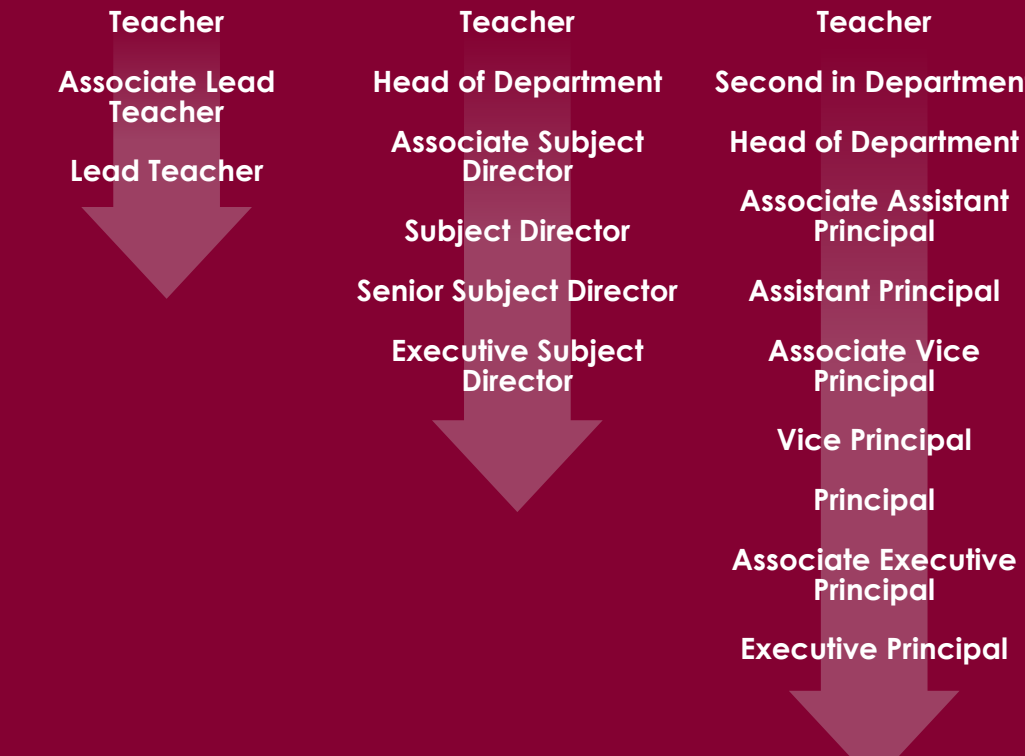 Teacher
Associate Lead
Teacher
Lead Teacher
Teacher
Head of Department
Associate Subject
Director
Subject Director
Senior Subject Director
Executive Subject
Director
Teacher
Second in Departmen
Head of Department
Associate Assistant
Principal
Assistant Principal
Associate Vice
Principal
Vice Principal
Principal
Associate Executive
Principal
Executive Principal